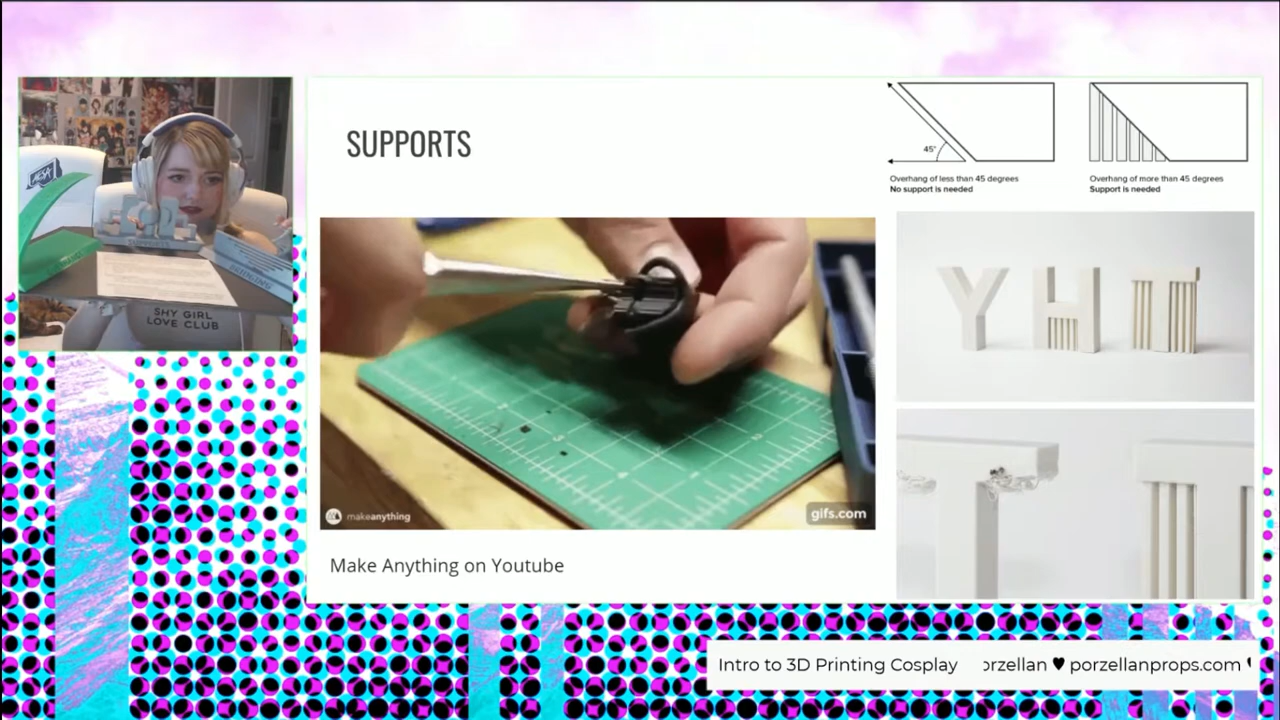 SUPPORTS
45°
Overhang of less than 45 degrees
No support is needed
Overhang of more than 45 degrees
Support is needed
SUPPORTS
BRIDGING
SHY GIRL
LOVE CLUB
Y H T
T
makeanything
gifs.com
Make Anything on Youtube
Intro to 3D Printing Cosplay
orzellan ♥ porzellanprops.com